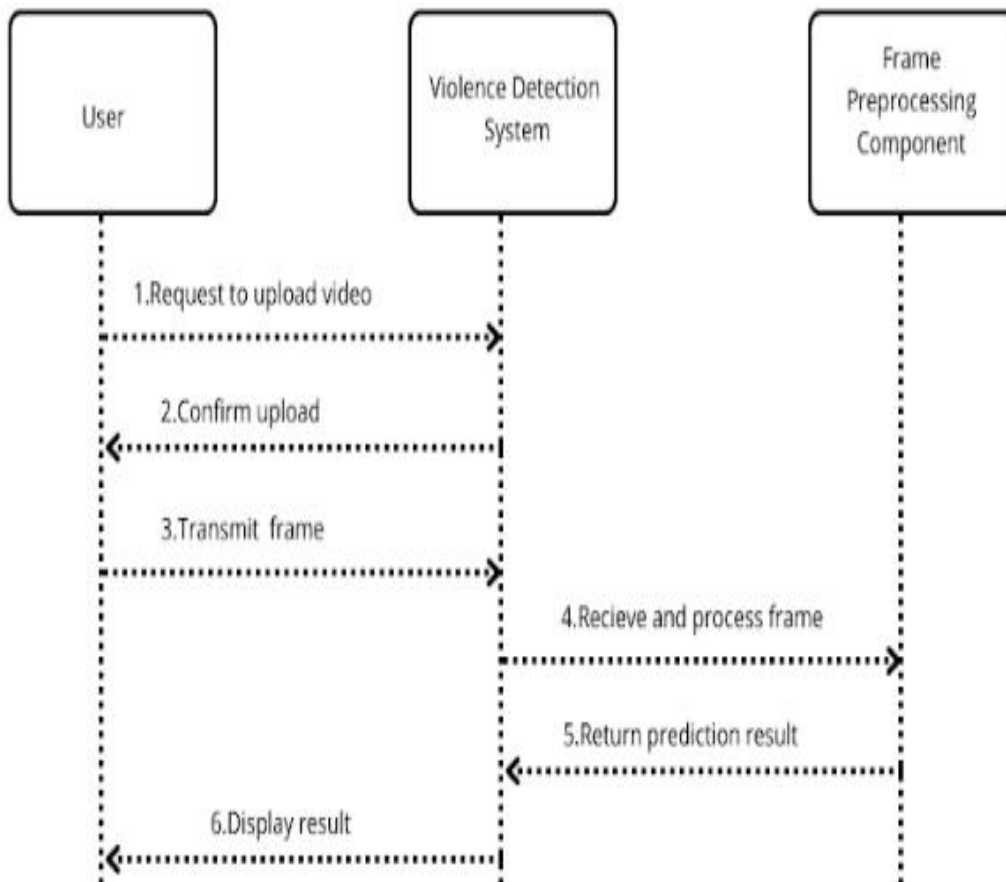 User
Violence Detection
System
Frame
Preprocessing
Component
1.Request to upload video
2.Confirm upload
3.Transmit frame
4.Recieve and process frame
5.Return prediction result
6.Display result